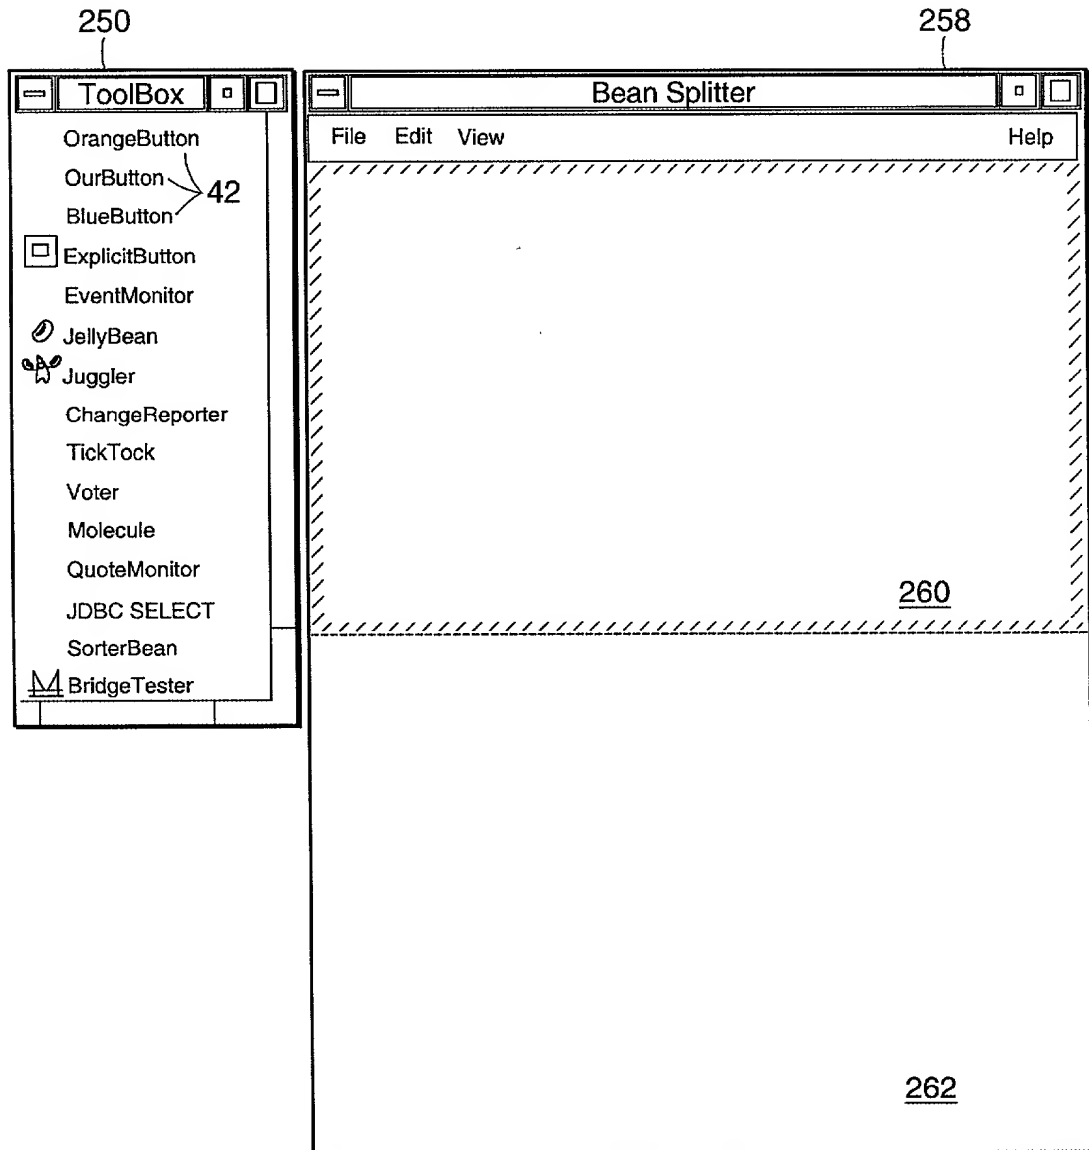 250
258
ToolBox
Bean Splitter
OrangeButton
OurButton
42
BlueButton
ExplicitButton
EventMonitor
JellyBean
Juggler
ChangeReporter
TickTock
Voter
Molecule
QuoteMonitor
JDBC SELECT
SorterBean
BridgeTester
File Edit View Help
260
262